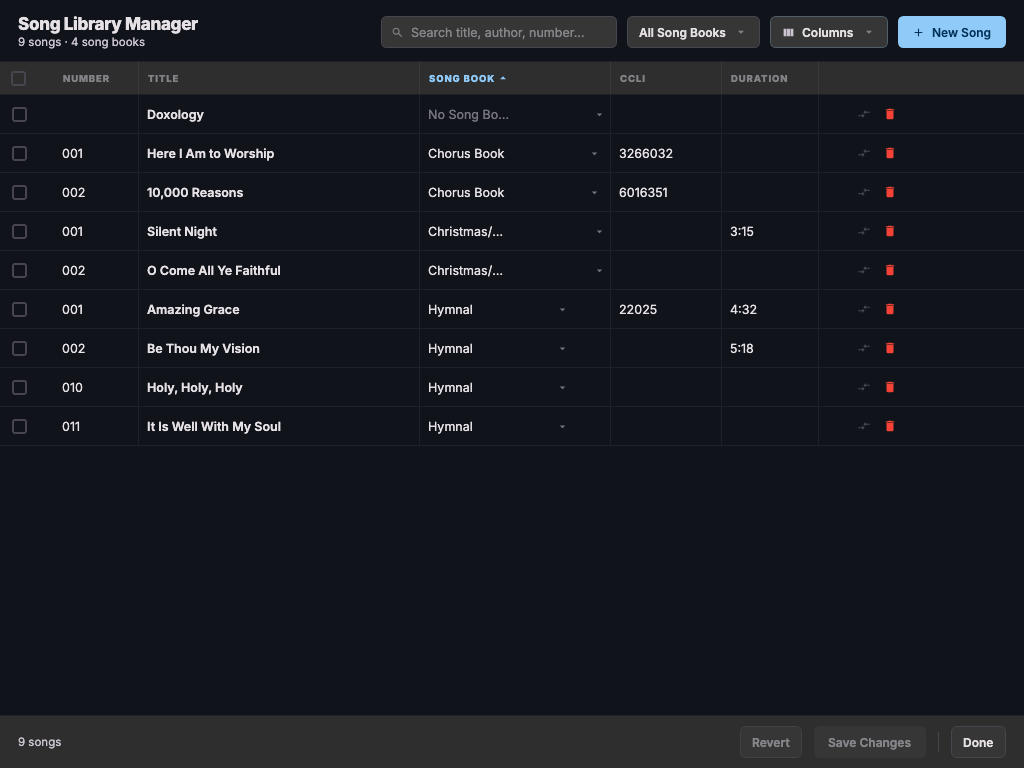 Song Library Manager
9 songs · 4 song books
Search title, author, number...
All Song Books
Columns
+ New Song
NUMBER TITLE SONG BOOK CCLI DURATION
Doxology No Song Bo...
001 Here I Am to Worship Chorus Book 3266032
002 10,000 Reasons Chorus Book 6016351
001 Silent Night Christmas/... 3:15
002 O Come All Ye Faithful Christmas/...
001 Amazing Grace Hymnal 22025 4:32
002 Be Thou My Vision Hymnal 5:18
010 Holy, Holy, Holy Hymnal
011 It Is Well With My Soul Hymnal
9 songs
Revert
Save Changes
Done